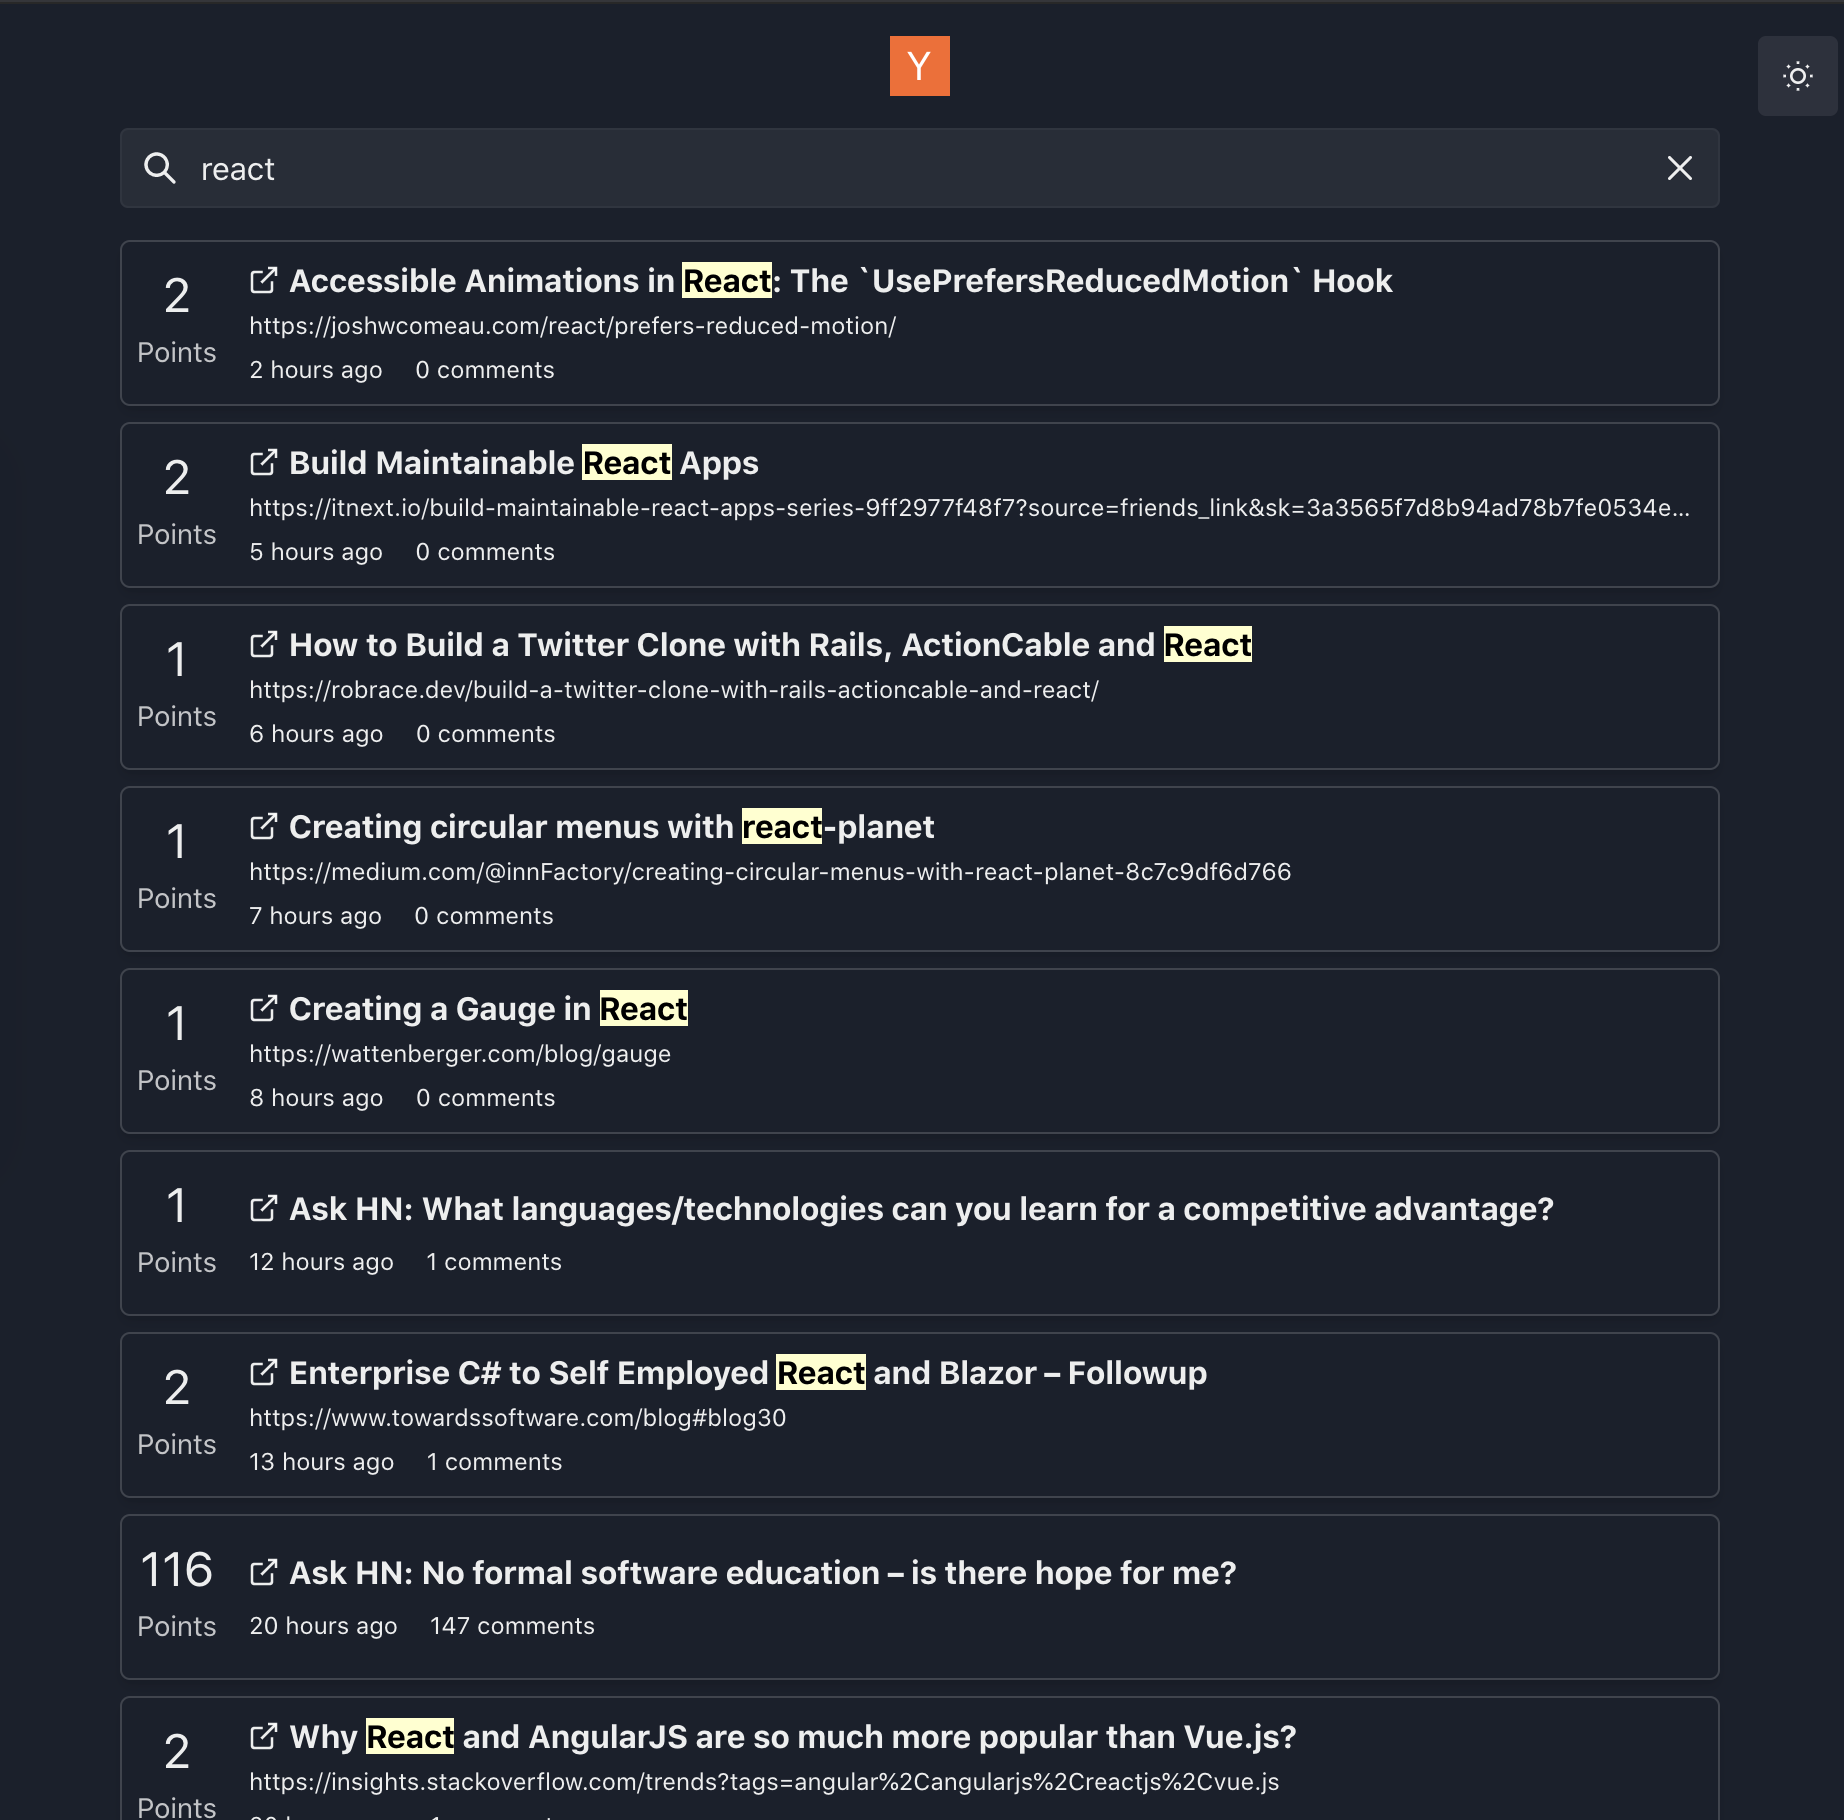 Y
react
2
Points
Accessible Animations in React: The `UsePrefersReducedMotion` Hook
https://joshwcomeau.com/react/prefers-reduced-motion/
2 hours ago 0 comments
2
Points
Build Maintainable React Apps
https://itnext.io/build-maintainable-react-apps-series-9ff2977f48f7?source=friends_link&sk=3a3565f7d8b94ad78b7fe0534e...
5 hours ago 0 comments
1
Points
How to Build a Twitter Clone with Rails, ActionCable and React
https://robrace.dev/build-a-twitter-clone-with-rails-actioncable-and-react/
6 hours ago 0 comments
1
Points
Creating circular menus with react-planet
https://medium.com/@innFactory/creating-circular-menus-with-react-planet-8c7c9df6d766
7 hours ago 0 comments
1
Points
Creating a Gauge in React
https://wattenberger.com/blog/gauge
8 hours ago 0 comments
1
Points
Ask HN: What languages/technologies can you learn for a competitive advantage?
12 hours ago 1 comments
2
Points
Enterprise C# to Self Employed React and Blazor – Followup
https://www.towardssoftware.com/blog#blog30
13 hours ago 1 comments
116
Points
Ask HN: No formal software education – is there hope for me?
20 hours ago 147 comments
2
Points
Why React and AngularJS are so much more popular than Vue.js?
https://insights.stackoverflow.com/trends?tags=angular%2Cangularjs%2Creactjs%2Cvue.js